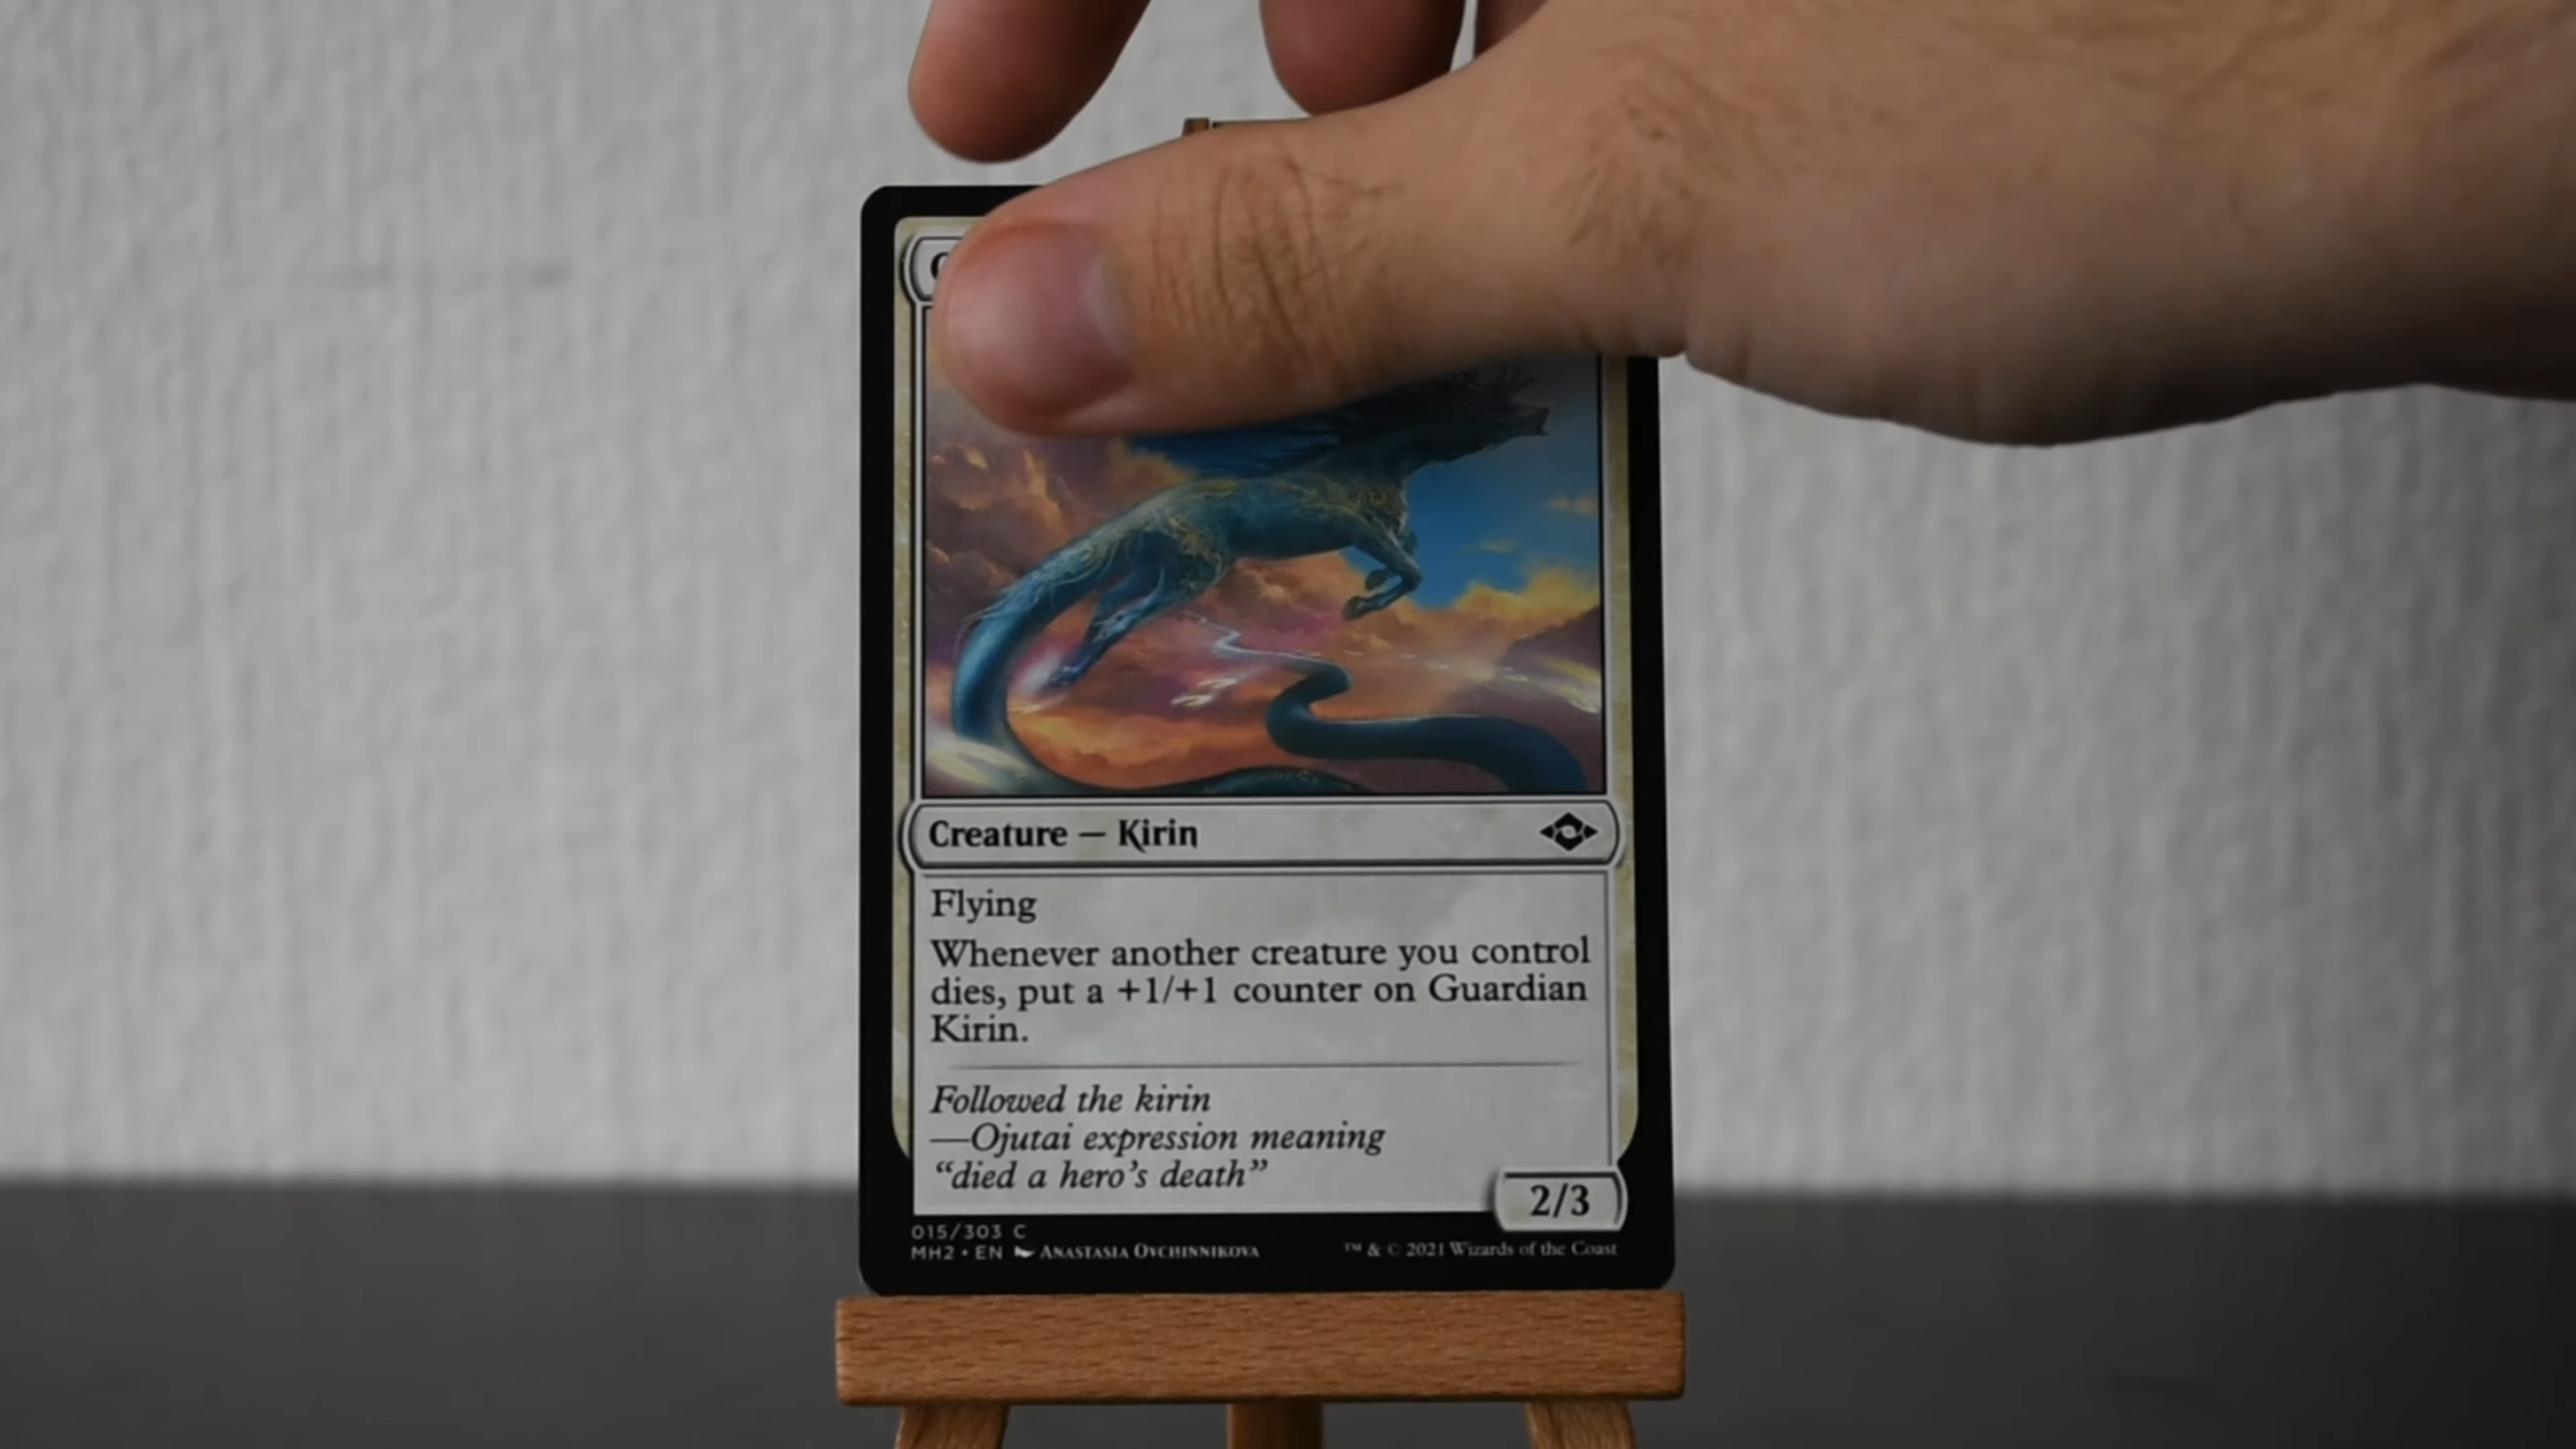 Creature — Kirin
Flying
Whenever another creature you control
dies, put a +1/+1 counter on Guardian
Kirin.
Followed the kirin
—Ojutai expression meaning
“died a hero’s death”
2/3
015/303 C
MH2 • EN ANASTASIA OVCHINNIKOVA
™ & © 2021 Wizards of the Coast